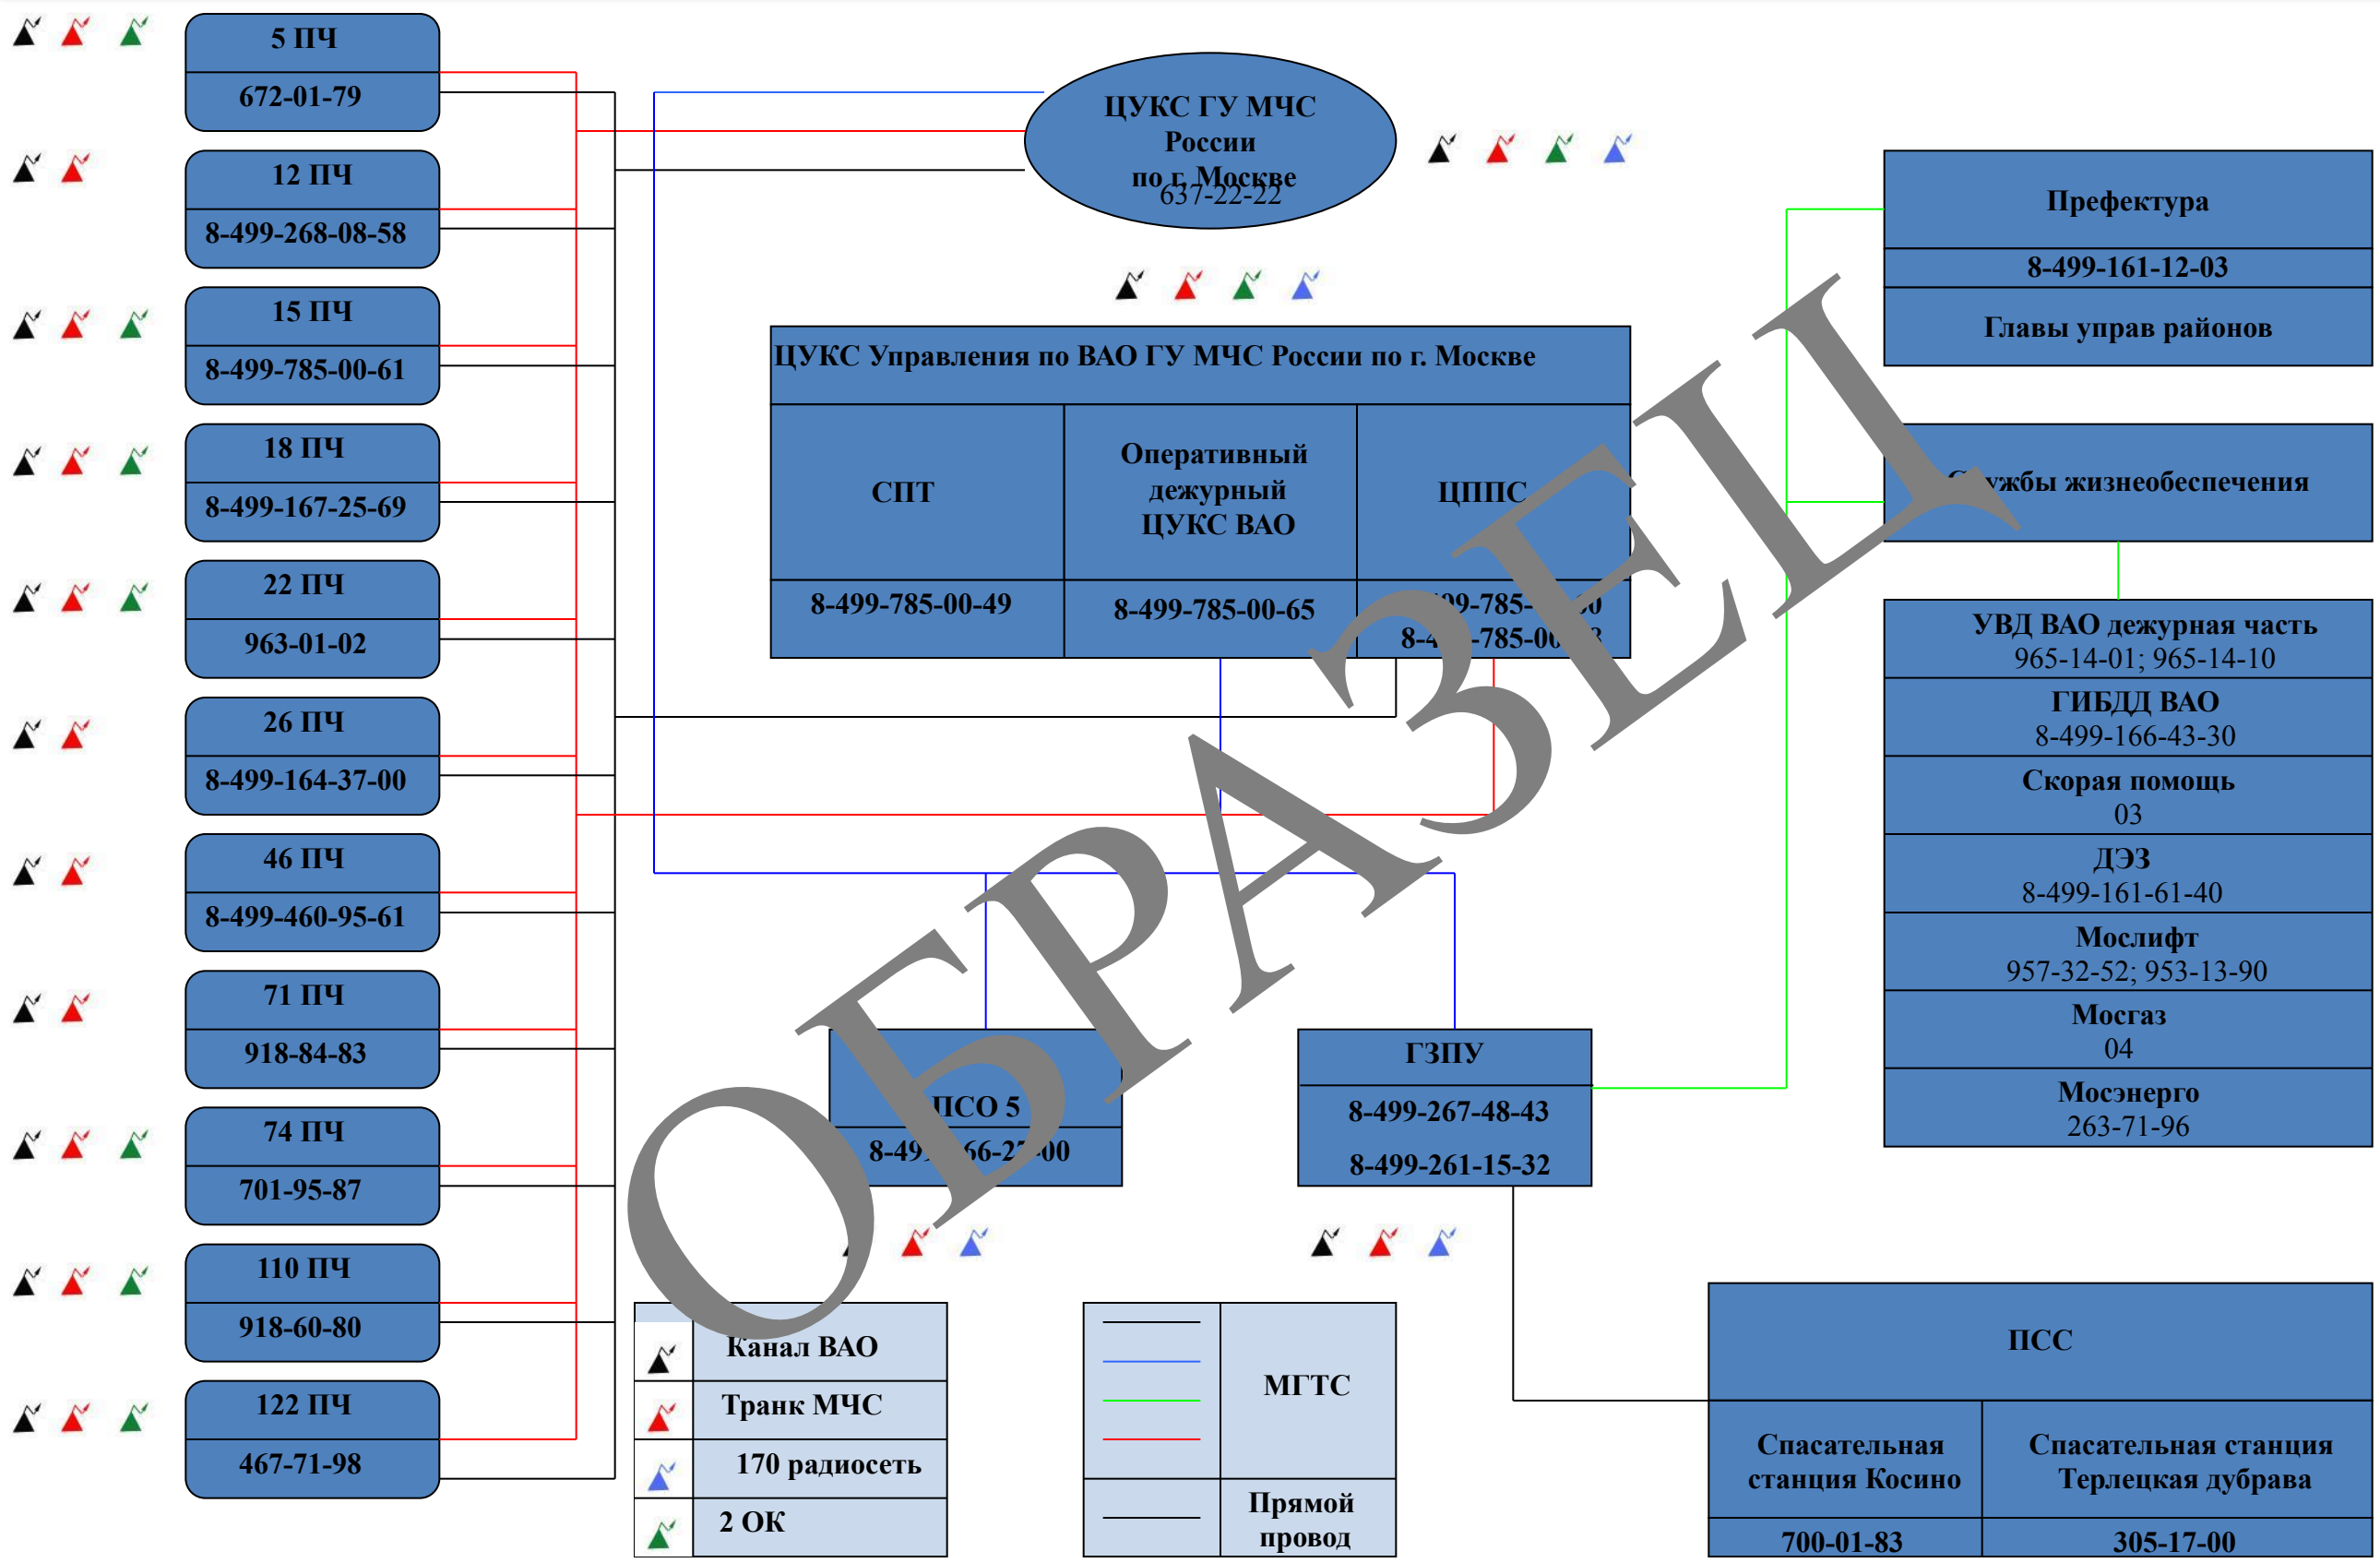 5 ПЧ
672-01-79
12 ПЧ
8-499-268-08-58
15 ПЧ
8-499-785-00-61
18 ПЧ
8-499-167-25-69
22 ПЧ
963-01-02
26 ПЧ
8-499-164-37-00
46 ПЧ
8-499-460-95-61
71 ПЧ
918-84-83
74 ПЧ
701-95-87
110 ПЧ
918-60-80
122 ПЧ
467-71-98
ЦУКС ГУ МЧС
России
по г. Москве
637-22-22
ЦУКС Управления по ВАО ГУ МЧС России по г. Москве
СПТ
8-499-785-00-49
Оперативный
дежурный
ЦУКС ВАО
8-499-785-00-65
ЦППС
Префектура
8-499-161-12-03
Главы управ районов
жизнеобеспечения
УВД ВАО дежурная часть
965-14-01; 965-14-10
ГИБДД ВАО
8-499-166-43-30
Скорая помощь
03
ДЭЗ
8-499-161-61-40
Мослифт
957-32-52; 953-13-90
Мосгаз
04
Мосэнерго
263-71-96
ОБРАЗЕЦ
ПСО 5
ГЗПУ
8-499-267-48-43
8-499-261-15-32
Канал ВАО
Транк МЧС
170 радиосеть
2 ОК
МГТС
Прямой
провод
ПСС
Спасательная
станция Косино
700-01-83
Спасательная станция
Терлецкая дубрава
305-17-00